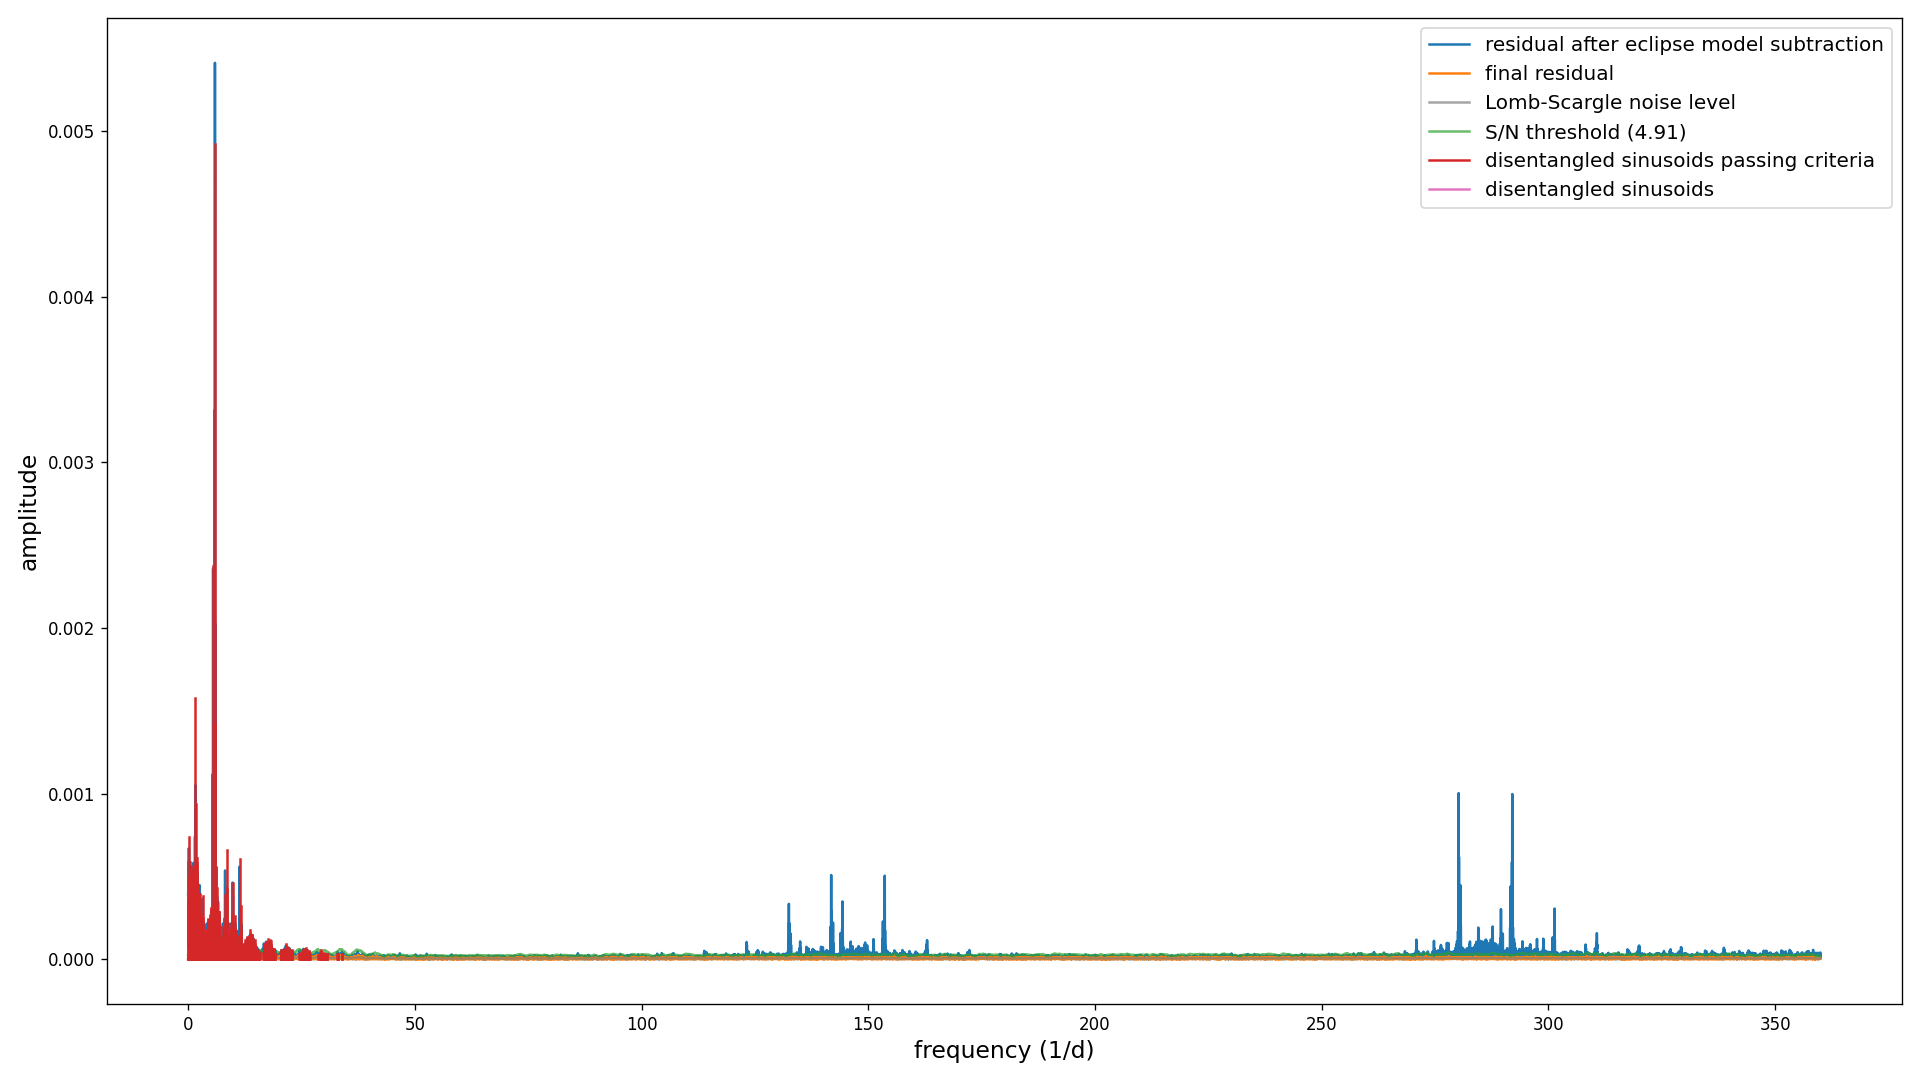 residual after eclipse model subtraction
final residual
Lomb-Scargle noise level
S/N threshold (4.91)
disentangled sinusoids passing criteria
disentangled sinusoids
amplitude
0.005
0.004
0.003
0.002
0.001
0.000
0 50 100 150 200 250 300 350
frequency (1/d)